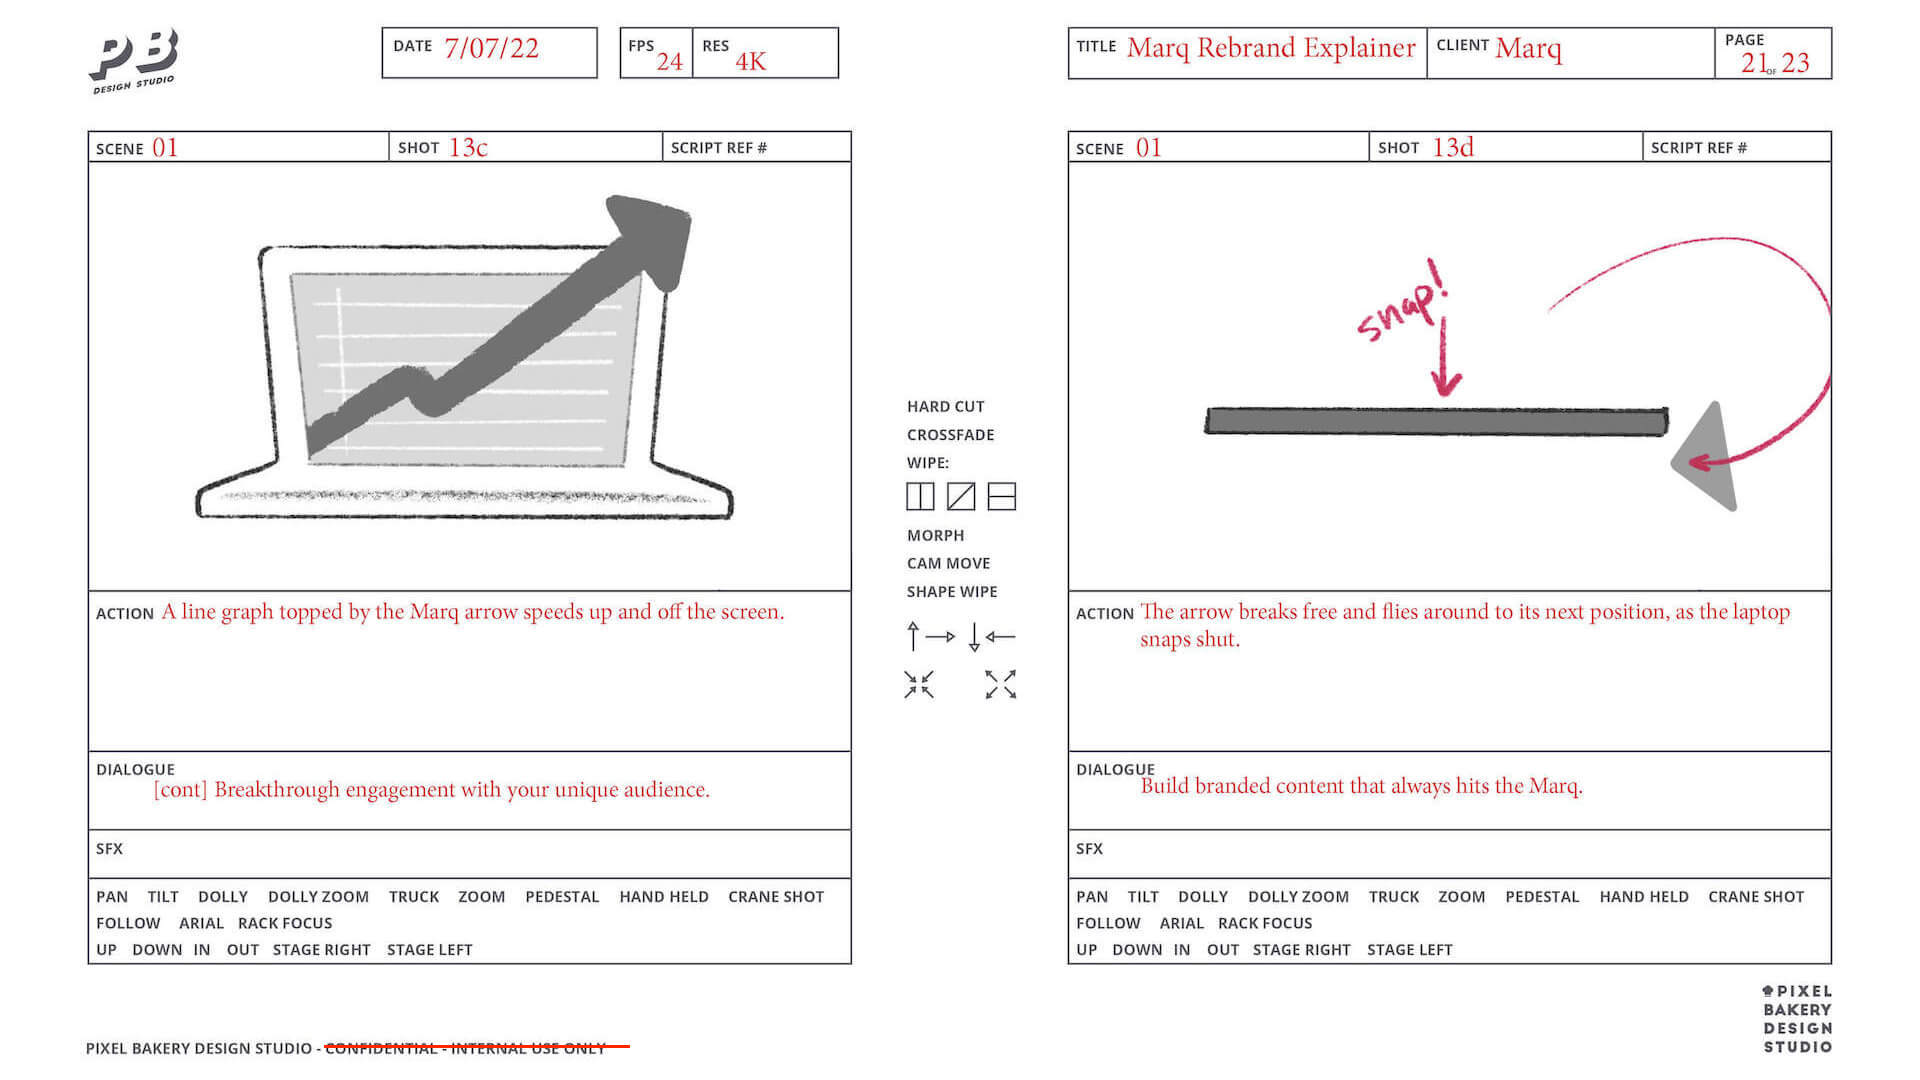 PB
DESIGN STUDIO
DATE 7/07/22
FPS 24
RES 4K
TITLE Marq Rebrand Explainer
CLIENT Marq
PAGE 21 OF 23
SCENE 01
SHOT 13c
SCRIPT REF #
ACTION A line graph topped by the Marq arrow speeds up and off the screen.
DIALOGUE
[cont] Breakthrough engagement with your unique audience.
SFX
PAN TILT DOLLY DOLLY ZOOM TRUCK ZOOM PEDESTAL HAND HELD CRANE SHOT
FOLLOW ARIAL RACK FOCUS
UP DOWN IN OUT STAGE RIGHT STAGE LEFT
HARD CUT
CROSSFADE
WIPE:
MORPH
CAM MOVE
SHAPE WIPE
SCENE 01
SHOT 13d
SCRIPT REF #
snap!
ACTION The arrow breaks free and flies around to its next position, as the laptop
snaps shut.
DIALOGUE
Build branded content that always hits the Marq.
SFX
PAN TILT DOLLY DOLLY ZOOM TRUCK ZOOM PEDESTAL HAND HELD CRANE SHOT
FOLLOW ARIAL RACK FOCUS
UP DOWN IN OUT STAGE RIGHT STAGE LEFT
PIXEL BAKERY DESIGN STUDIO - CONFIDENTIAL - INTERNAL USE ONLY
PIXEL
BAKERY
DESIGN
STUDIO